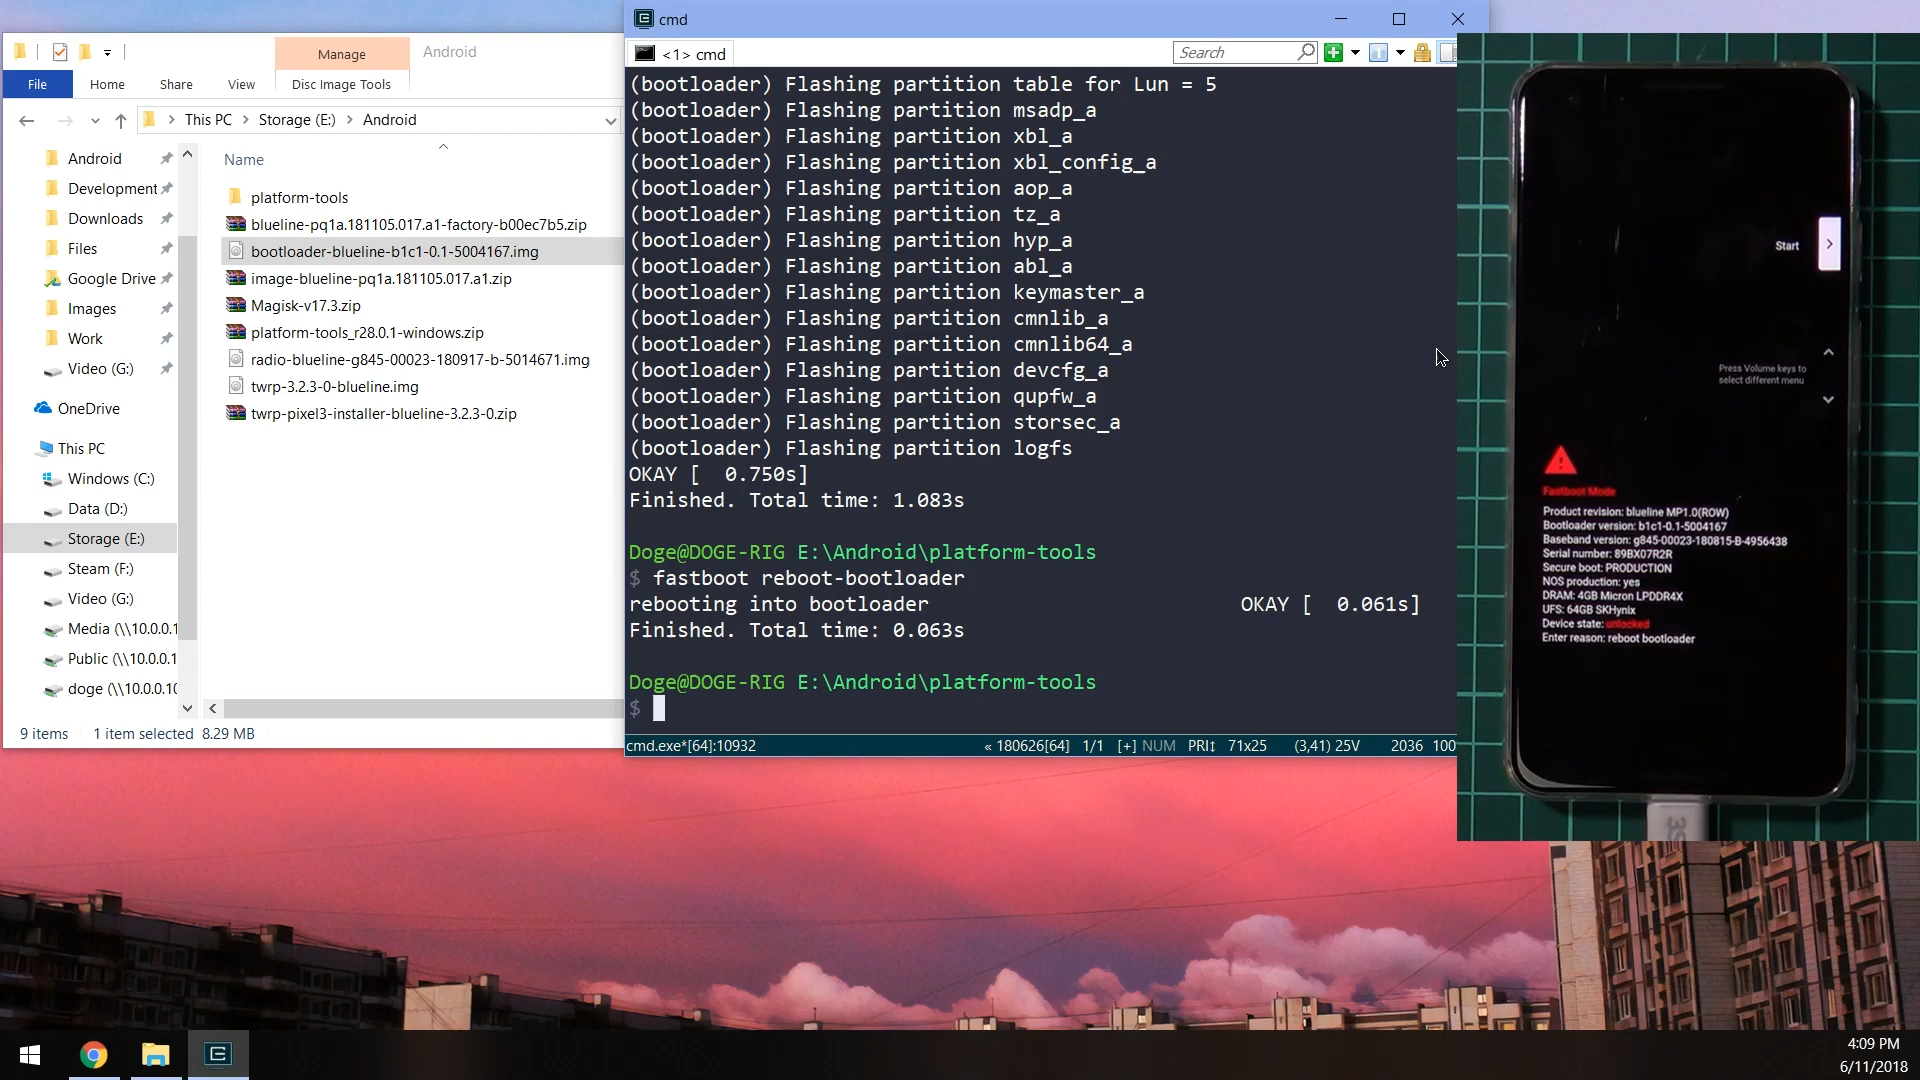 Manage
Android
File
Home
Share
View
Disc Image Tools
This PC
Storage (E:)
Android
Android
Development
Downloads
Files
Google Drive
Images
Work
Video (G:)
OneDrive
This PC
Windows (C:)
Data (D:)
Storage (E:)
Steam (F:)
Video (G:)
Media (\\10.0.0.1
Public (\\10.0.0.1
doge (\\10.0.0.10
Name
platform-tools
blueline-pq1a.181105.017.a1-factory-b00ec7b5.zip
bootloader-blueline-b1c1-0.1-5004167.img
image-blueline-pq1a.181105.017.a1.zip
Magisk-v17.3.zip
platform-tools_r28.0.1-windows.zip
radio-blueline-g845-00023-180917-b-5014671.img
twrp-3.2.3-0-blueline.img
twrp-pixel3-installer-blueline-3.2.3-0.zip
9 items 1 item selected 8.29 MB
cmd
<1> cmd
Search
(bootloader) Flashing partition table for Lun = 5
(bootloader) Flashing partition msadp_a
(bootloader) Flashing partition xbl_a
(bootloader) Flashing partition xbl_config_a
(bootloader) Flashing partition aop_a
(bootloader) Flashing partition tz_a
(bootloader) Flashing partition hyp_a
(bootloader) Flashing partition abl_a
(bootloader) Flashing partition keymaster_a
(bootloader) Flashing partition cmnlib_a
(bootloader) Flashing partition cmnlib64_a
(bootloader) Flashing partition devcfg_a
(bootloader) Flashing partition qupfw_a
(bootloader) Flashing partition storsec_a
(bootloader) Flashing partition logfs
OKAY [ 0.750s]
Finished. Total time: 1.083s
Doge@DOGE-RIG E:\Android\platform-tools
$ fastboot reboot-bootloader
rebooting into bootloader OKAY [ 0.061s]
Finished. Total time: 0.063s
Doge@DOGE-RIG E:\Android\platform-tools
$
cmd.exe*[64]:10932 « 180626[64] 1/1 [+] NUM PRI↕ 71x25 (3,41) 25V 2036 100
Start
Press Volume keys to
select different menu
Fastboot Mode
Product revision: blueline MP1.0(ROW)
Bootloader version: b1c1-0.1-5004167
Baseband version: g845-00023-180815-B-4956438
Serial number: 89BX07R2R
Secure boot: PRODUCTION
NOS production: yes
DRAM: 4GB Micron LPDDR4X
UFS: 64GB SKHynix
Device state: unlocked
Enter reason: reboot bootloader
4:09 PM
6/11/2018